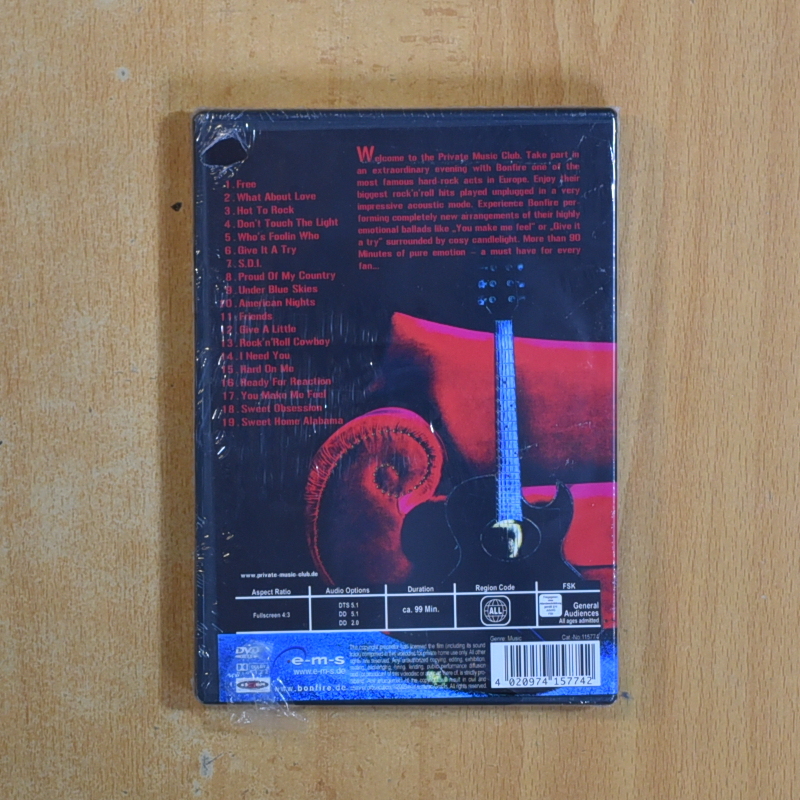 Welcome to the Private Music Club. Take part in
an extraordinary evening with Bonfire one of the
most famous hard-rock acts in Europe. Enjoy their
biggest rock'n'roll hits played unplugged in a very
impressive acoustic mode. Experience Bonfire per-
forming completely new arrangements of their highly
emotional ballads like „You make me feel" or „Give it
a try" surrounded by cosy candlelight. More than 90
Minutes of pure emotion – a must have for every
fan...
1. Free
2. What About Love
3. Hot To Rock
4. Don't Touch The Light
5. Who's Foolin Who
6. Give It A Try
7. S.D.I.
8. Proud Of My Country
9. Under Blue Skies
10. American Nights
11. Friends
12. Give A Little
13. Rock'n'Roll Cowboy
14. I Need You
15. Hard On Me
16. Ready For Reaction
17. You Make Me Feel
18. Sweet Obsession
19. Sweet Home Alabama
www.private-music-club.de
Aspect Ratio Audio Options Duration Region Code FSK
Fullscreen 4:3
DTS 5.1
DD 5.1
DD 2.0
ca. 99 Min.
ALL
General
Audiences
All ages admitted
Genre: Music Cat.-No. 115774
DVD
e-m-s
www.e-m-s.de
www.bonfire.de
4 020974 157742